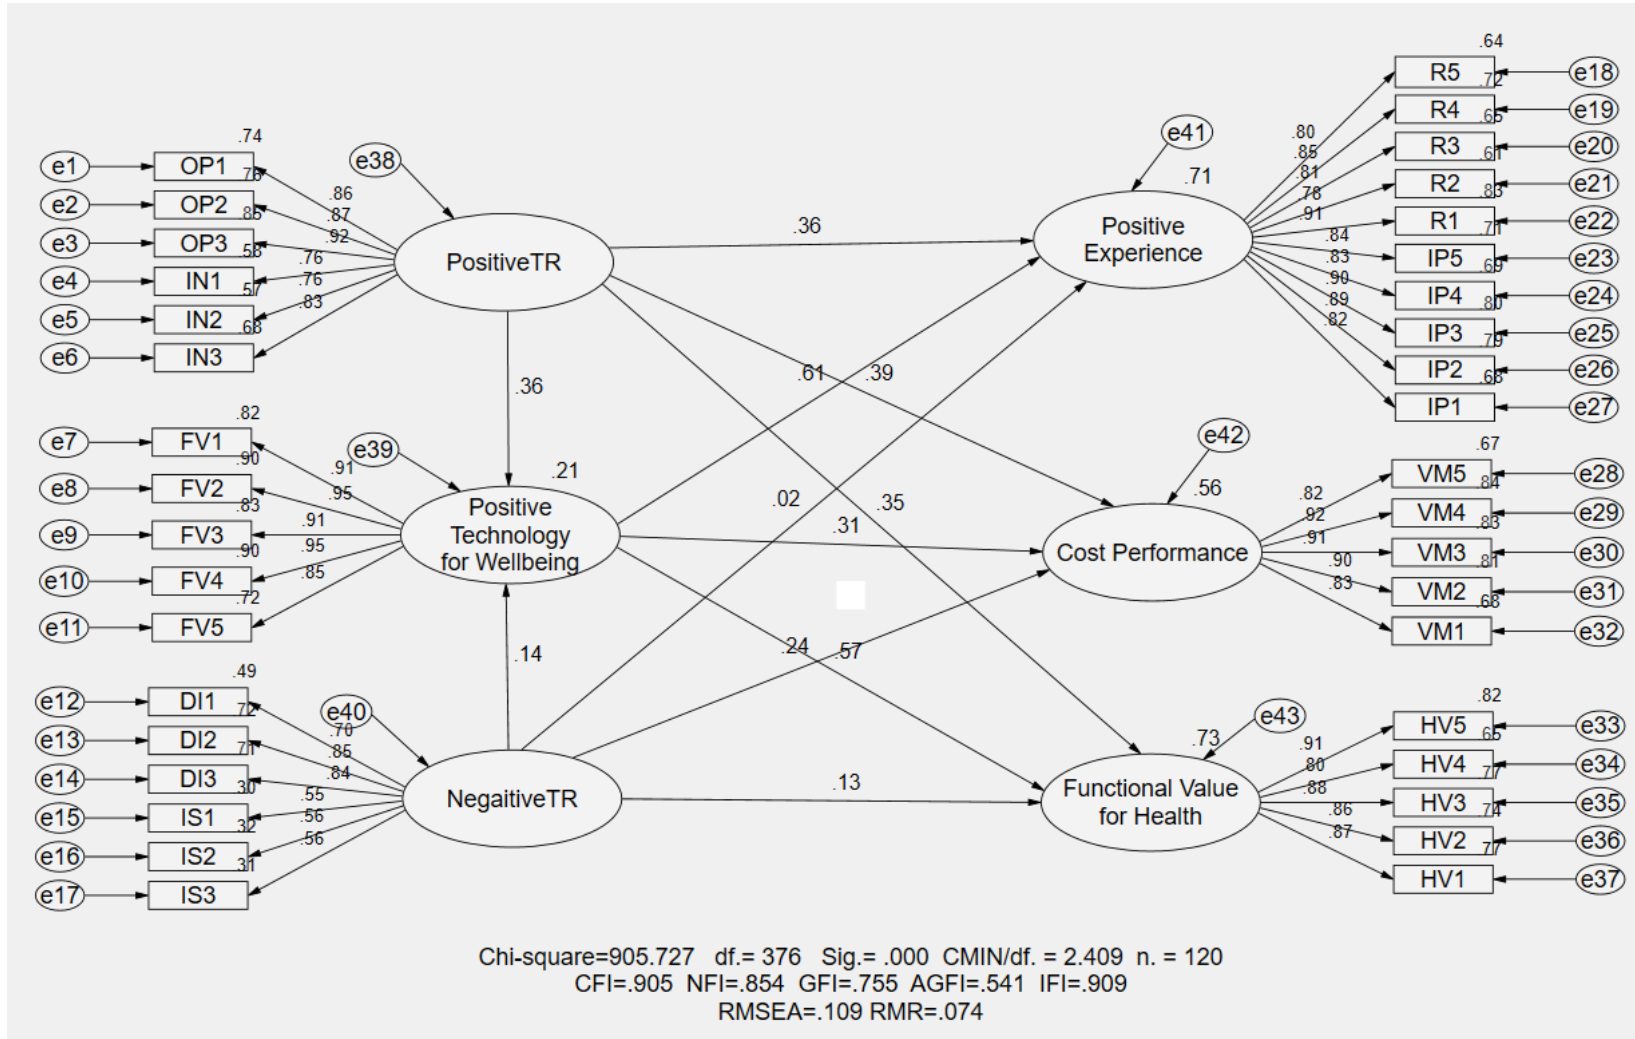 .64
R5
e18
.72
R4
e19
.65
R3
e20
.61
R2
e21
.83
R1
e22
.71
IP5
e23
.69
IP4
e24
.80
IP3
e25
.79
IP2
e26
.68
IP1
e27
.80
.85
.81
.78
.91
.84
.83
.90
.89
.82
e41
.71
Positive
Experience
.74
e1
OP1
.76
e2
OP2
.85
e3
OP3
.58
e4
IN1
.57
e5
IN2
.68
e6
IN3
.86
.87
.92
.76
.76
.83
e38
PositiveTR
.36
.36
.61
.39
.82
e7
FV1
.90
e8
FV2
.83
e9
FV3
.90
e10
FV4
.72
e11
FV5
.91
.95
.91
.95
.85
e39
.21
Positive
Technology
for Wellbeing
.02
.35
.31
e42
.56
Cost Performance
.67
VM5
e28
.84
VM4
e29
.83
VM3
e30
.81
VM2
e31
.68
VM1
e32
.82
.92
.91
.90
.83
.14
.24
.57
.49
e12
DI1
.72
e13
DI2
.71
e14
DI3
.30
e15
IS1
.32
e16
IS2
.31
e17
IS3
.70
.85
.84
.55
.56
.56
e40
NegaitiveTR
.13
e43
.73
Functional Value
for Health
.82
HV5
e33
.65
HV4
e34
.77
HV3
e35
.74
HV2
e36
.77
HV1
e37
.91
.80
.88
.86
.87
Chi-square=905.727 df.= 376 Sig.= .000 CMIN/df. = 2.409 n. = 120
CFI=.905 NFI=.854 GFI=.755 AGFI=.541 IFI=.909
RMSEA=.109 RMR=.074